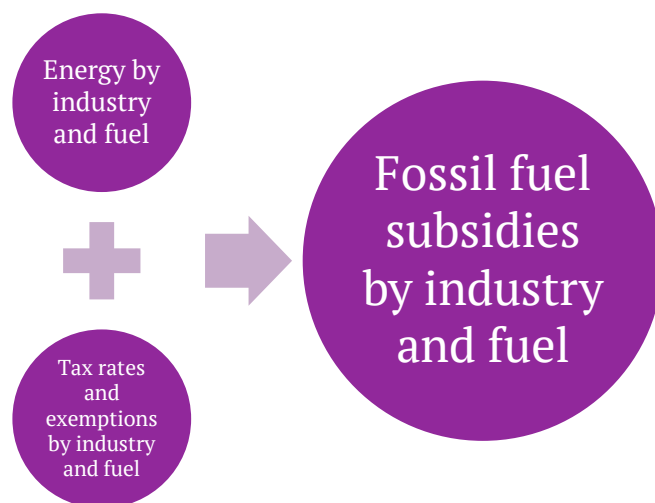 Energy by
industry
and fuel
Tax rates
and
exemptions
by industry
and fuel
Fossil fuel
subsidies
by industry
and fuel